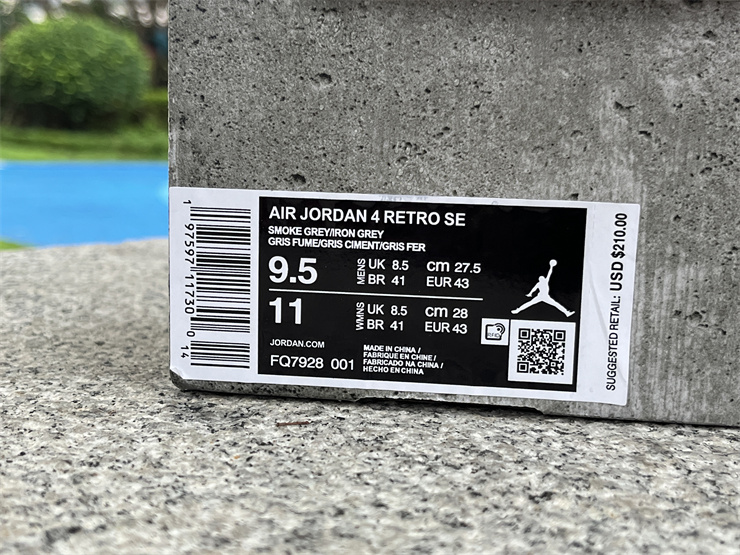 AIR JORDAN 4 RETRO SE
SMOKE GREY/IRON GREY
GRIS FUME/GRIS CIMENT/GRIS FER
9.5 MENS UK 8.5 cm 27.5
BR 41 EUR 43
11 WMNS UK 8.5 cm 28
BR 41 EUR 43
JORDAN.COM
FQ7928 001
MADE IN CHINA /
FABRIQUE EN CHINE /
FABRICADO NA CHINA /
HECHO EN CHINA
RFID
1 97597 11730 0 14
SUGGESTED RETAIL: USD $210.00